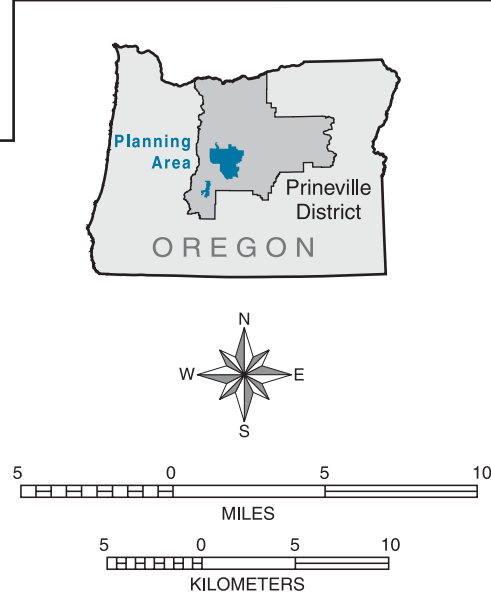 Planning
Area
Prineville
District
OREGON
N
W E
S
5 0 5 10
MILES
5 0 5 10
KILOMETERS